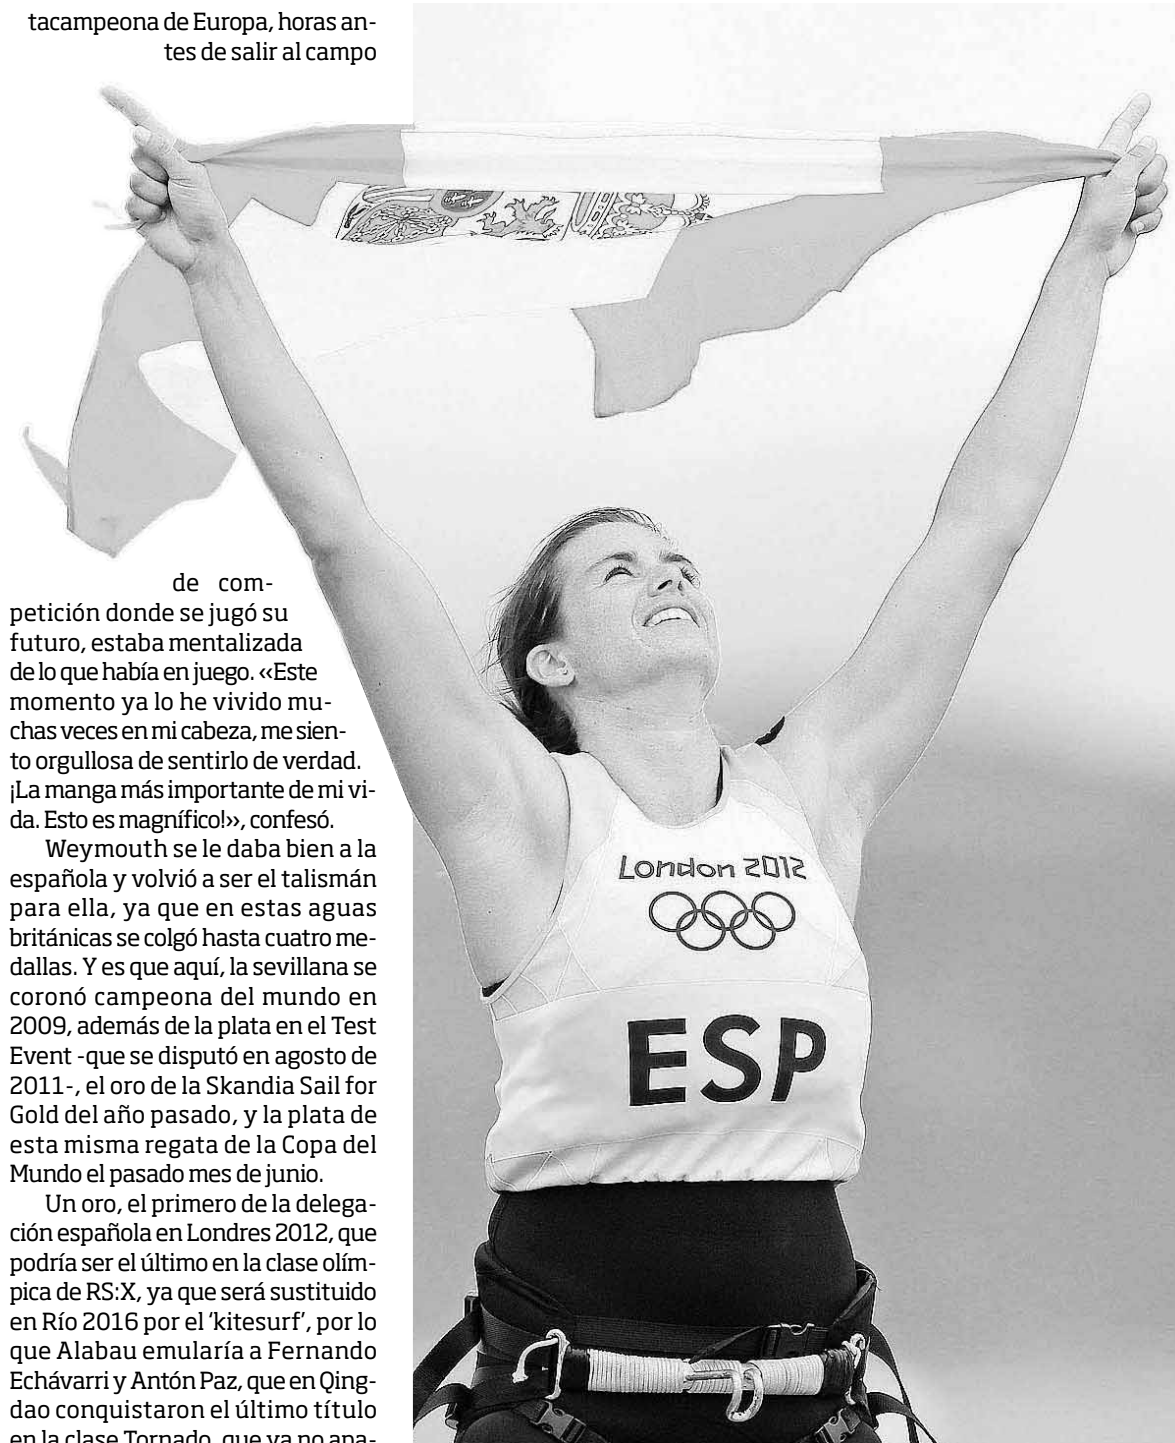 tacampeona de Europa, horas an-
tes de salir al campo
de com-
petición donde se jugó su
futuro, estaba mentalizada
de lo que había en juego. «Este
momento ya lo he vivido mu-
chas veces en mi cabeza, me sien-
to orgullosa de sentirlo de verdad.
¡La manga más importante de mi vi-
da. Esto es magnífico!», confesó.
Weymouth se le daba bien a la
española y volvió a ser el talismán
para ella, ya que en estas aguas
británicas se colgó hasta cuatro me-
dallas. Y es que aquí, la sevillana se
coronó campeona del mundo en
2009, además de la plata en el Test
Event -que se disputó en agosto de
2011-, el oro de la Skandia Sail for
Gold del año pasado, y la plata de
esta misma regata de la Copa del
Mundo el pasado mes de junio.
Un oro, el primero de la delega-
ción española en Londres 2012, que
podría ser el último en la clase olím-
pica de RS:X, ya que será sustituido
en Río 2016 por el 'kitesurf', por lo
que Alabau emularía a Fernando
Echávarri y Antón Paz, que en Qing-
dao conquistaron el último título
en la clase Tornado, que ya no apa-
London 2012
ESP